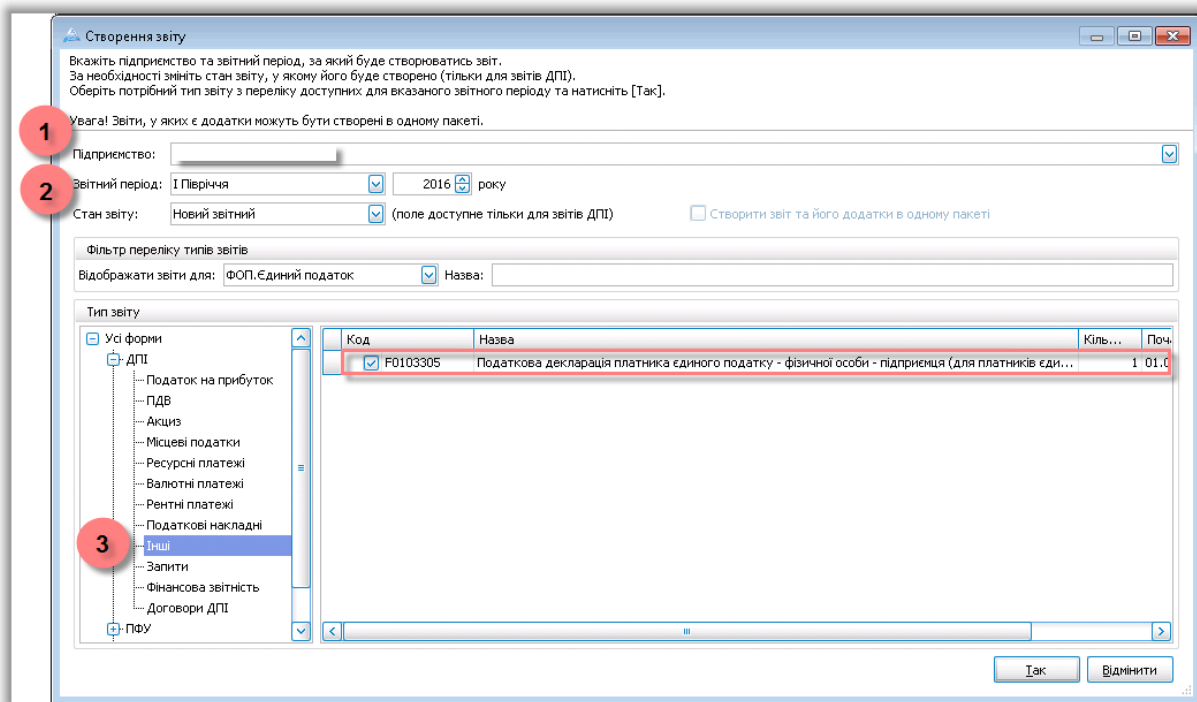 Створення звіту
Вкажіть підприємство та звітний період, за який буде створюватись звіт.
За необхідності змініть стан звіту, у якому його буде створено (тільки для звітів ДПІ).
Оберіть потрібний тип звіту з переліку доступних для вказаного звітного періоду та натисніть [Так].
Увага! Звіти, у яких є додатки можуть бути створені в одному пакеті.
1
Підприємство:
2
Звітний період: I Півріччя 2016 року
Стан звіту: Новий звітний (поле доступне тільки для звітів ДПІ) Створити звіт та його додатки в одному пакеті
Фільтр переліку типів звітів
Відображати звіти для: ФОП.Єдиний податок Назва:
Тип звіту
Усі форми
ДПІ
Податок на прибуток
ПДВ
Акциз
Місцеві податки
Ресурсні платежі
Валютні платежі
Рентні платежі
Податкові накладні
3
Інші
Запити
Фінансова звітність
Договори ДПІ
ПФУ
Код Назва Кіль... Поч
F0103305 Податкова декларація платника єдиного податку - фізичної особи - підприємця (для платників єди... 1 01.0
Так Відмінити